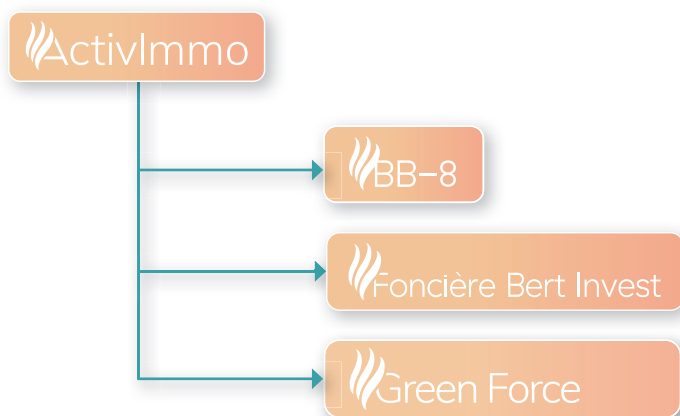 ActivImmo
BB-8
Foncière Bert Invest
Green Force